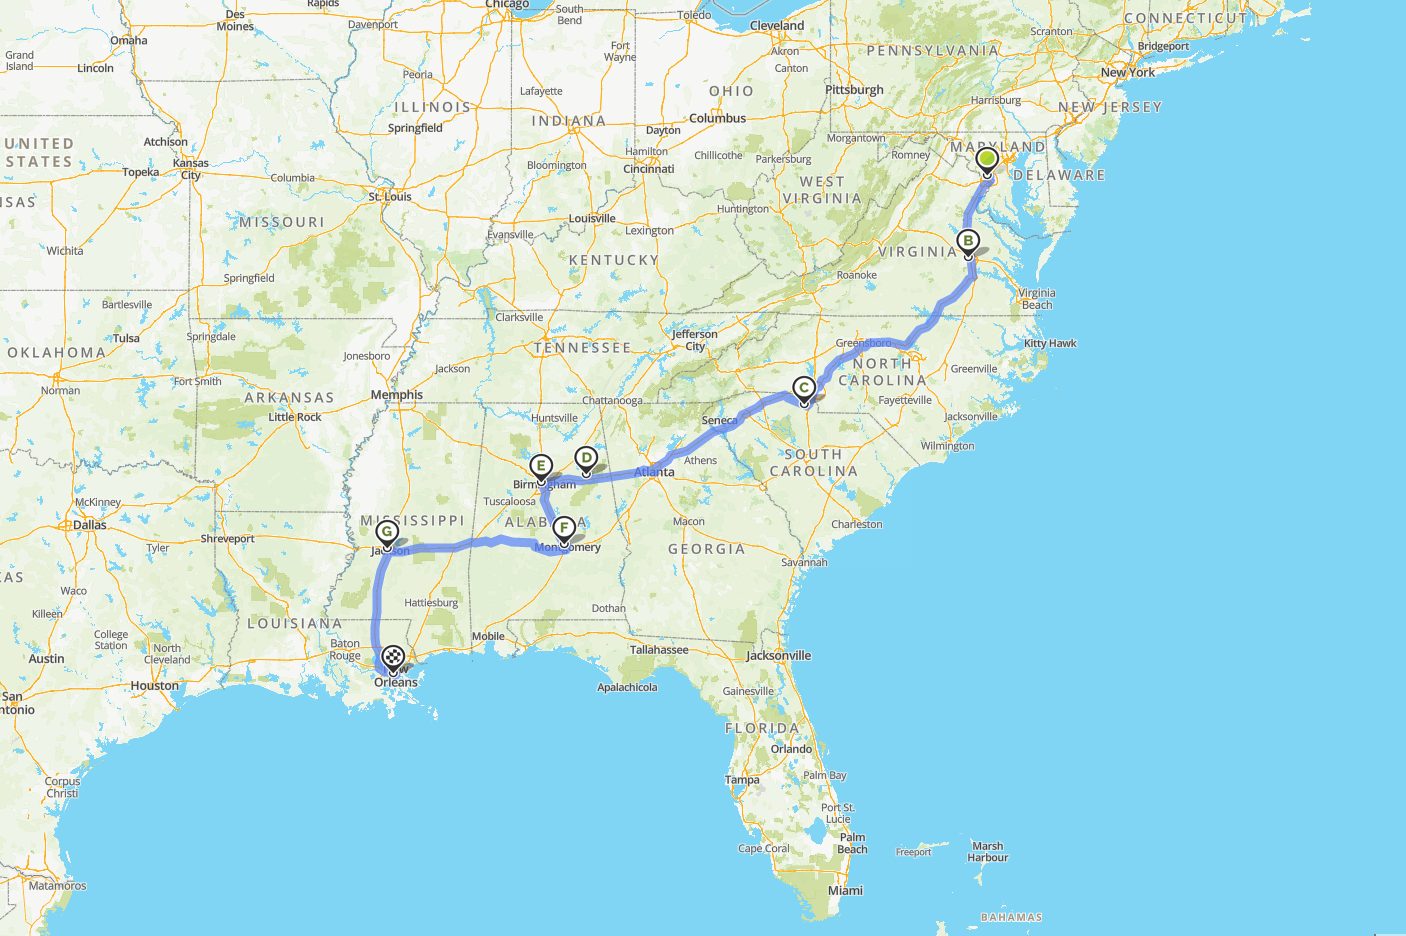 Chicago
Rapids
South
Bend
Toledo
Cleveland
CONNECTICUT
Des
Moines
Davenport
Scranton
Omaha
Fort
Wayne
Akron
PENNSYLVANIA
Bridgeport
Grand
Island
Lincoln
Peoria
Canton
New York
Lafayette
OHIO
Pittsburgh
Harrisburg
ILLINOIS
INDIANA
Columbus
NEW JERSEY
Springfield
Dayton
Morgantown
MARYLAND
UNITED
STATES
Atchison
Kansas
City
Topeka
Columbia
Bloomington
Hamilton
Cincinnati
Chillicothe
Parkersburg
Romney
DELAWARE
WEST
VIRGINIA
St. Louis
NSAS
MISSOURI
Louisville
Lexington
Huntington
Evansville
B
VIRGINIA
Wichita
KENTUCKY
Springfield
Roanoke
Virginia
Beach
Bartlesville
Clarksville
Tulsa
Springdale
Jefferson
City
Greensboro
Kitty Hawk
OKLAHOMA
Jonesboro
TENNESSEE
NORTH
CAROLINA
Greenville
Norman
Fort Smith
Jackson
ARKANSAS
Memphis
Chattanooga
C
Fayetteville
Little Rock
Huntsville
Seneca
Jacksonville
Wilmington
E
D
Athens
SOUTH
CAROLINA
Birmingham
Atlanta
McKinney
Tuscaloosa
Dallas
MISSISSIPPI
ALABAMA
F
Macon
Charleston
G
Shreveport
Tyler
Jackson
Montgomery
GEORGIA
Savannah
XAS
Waco
Hattiesburg
Dothan
Killeen
LOUISIANA
College
Station
Baton
Rouge
Mobile
Tallahassee
Jacksonville
Austin
North
Cleveland
Houston
New
Orleans
Apalachicola
Gainesville
San
Antonio
FLORIDA
Orlando
Corpus
Christi
Tampa
Palm Bay
Port St.
Lucie
Cape Coral
Palm
Beach
Freeport
Marsh
Harbour
Matamoros
Miami
BAHAMAS